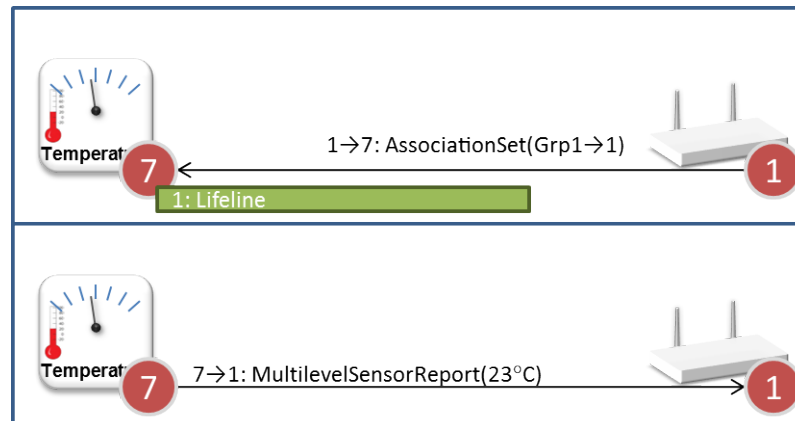 1→7: AssociationSet(Grp1→1)
Temperat
7
1
1: Lifeline
7→1: MultilevelSensorReport(23°C)
Temperat
7
1